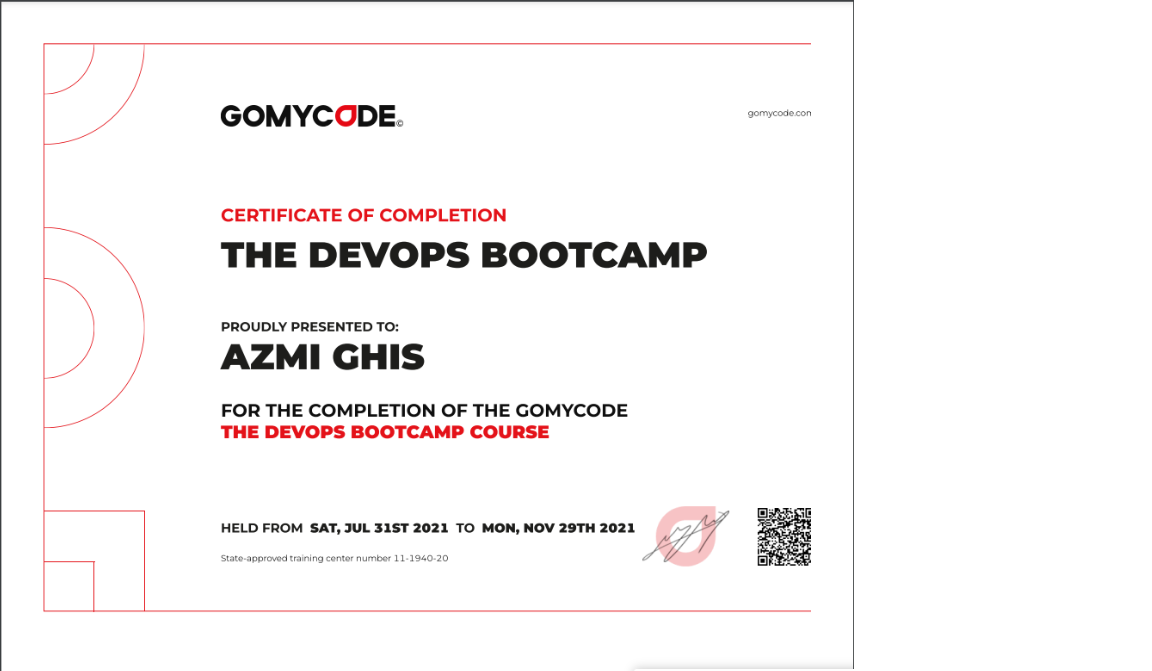 GOMYCODE©
gomycode.com
CERTIFICATE OF COMPLETION
THE DEVOPS BOOTCAMP
PROUDLY PRESENTED TO:
AZMI GHIS
FOR THE COMPLETION OF THE GOMYCODE
THE DEVOPS BOOTCAMP COURSE
HELD FROM SAT, JUL 31ST 2021 TO MON, NOV 29TH 2021
State-approved training center number 11-1940-20